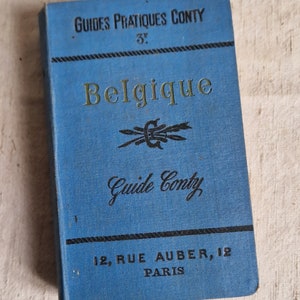 GUIDES PRATIQUES CONTY
3f.
Belgique
Guide Conty
12, RUE AUBER, 12
PARIS